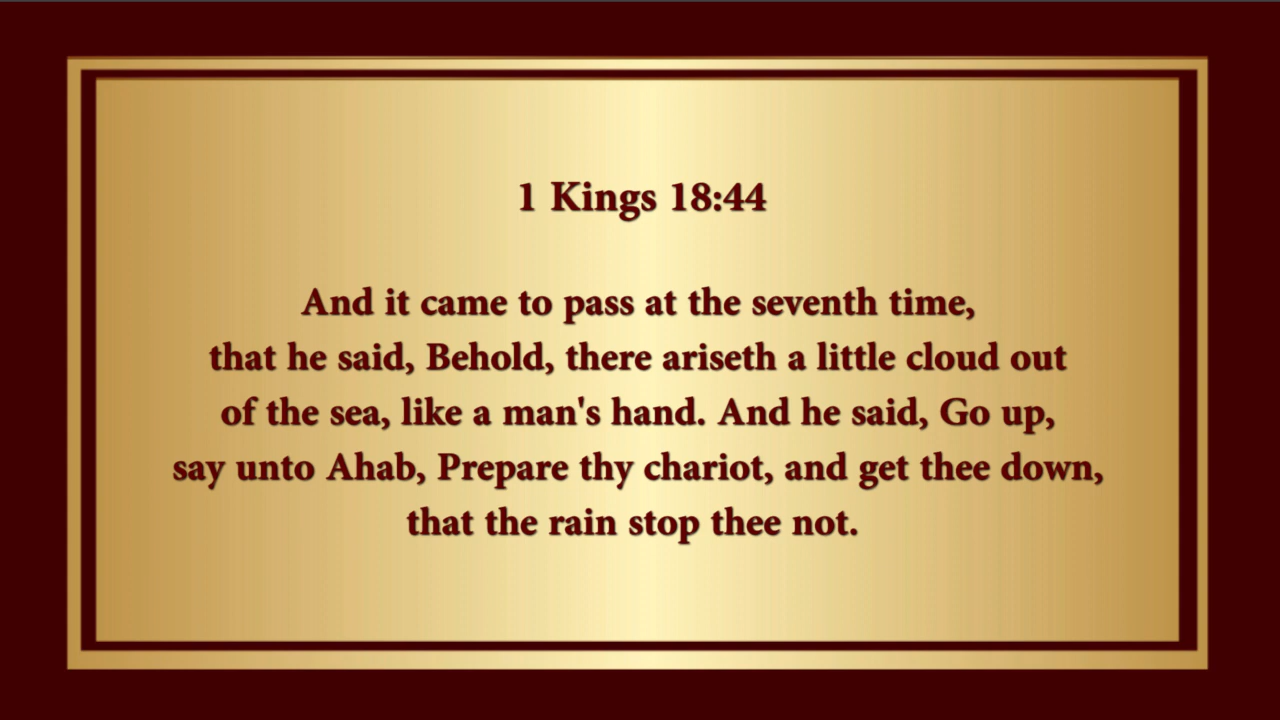 1 Kings 18:44
And it came to pass at the seventh time,
that he said, Behold, there ariseth a little cloud out
of the sea, like a man's hand. And he said, Go up,
say unto Ahab, Prepare thy chariot, and get thee down,
that the rain stop thee not.